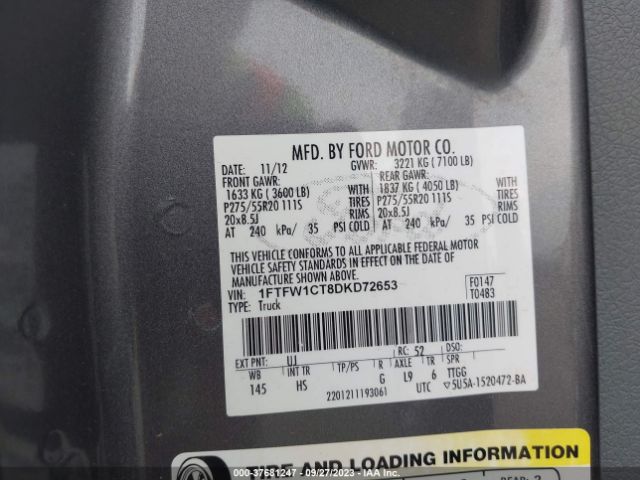 MFD. BY FORD MOTOR CO.
DATE: 11/12 GVWR: 3221 KG ( 7100 LB)
FRONT GAWR: REAR GAWR:
1633 KG ( 3600 LB) WITH 1837 KG ( 4050 LB) WITH
P275/55R20 111S TIRES P275/55R20 111S TIRES
20x8.5J RIMS 20x8.5J RIMS
AT 240 kPa/ 35 PSI COLD AT 240 kPa/ 35 PSI COLD
THIS VEHICLE CONFORMS TO ALL APPLICABLE FEDERAL MOTOR
VEHICLE SAFETY STANDARDS IN EFFECT ON THE DATE OF
MANUFACTURE SHOWN ABOVE.
VIN: 1FTFW1CT8DKD72653 F0147
TYPE: Truck T0483
EXT PNT: UJ RC: 52 DSO:
WB INT TR TP/PS R AXLE TR SPR
145 HS G L9 6 TTGG
2201211193061 UTC 5U5A-1520472-BA
TIRE AND LOADING INFORMATION
000-37681247 - 09/27/2023 - IAA Inc.